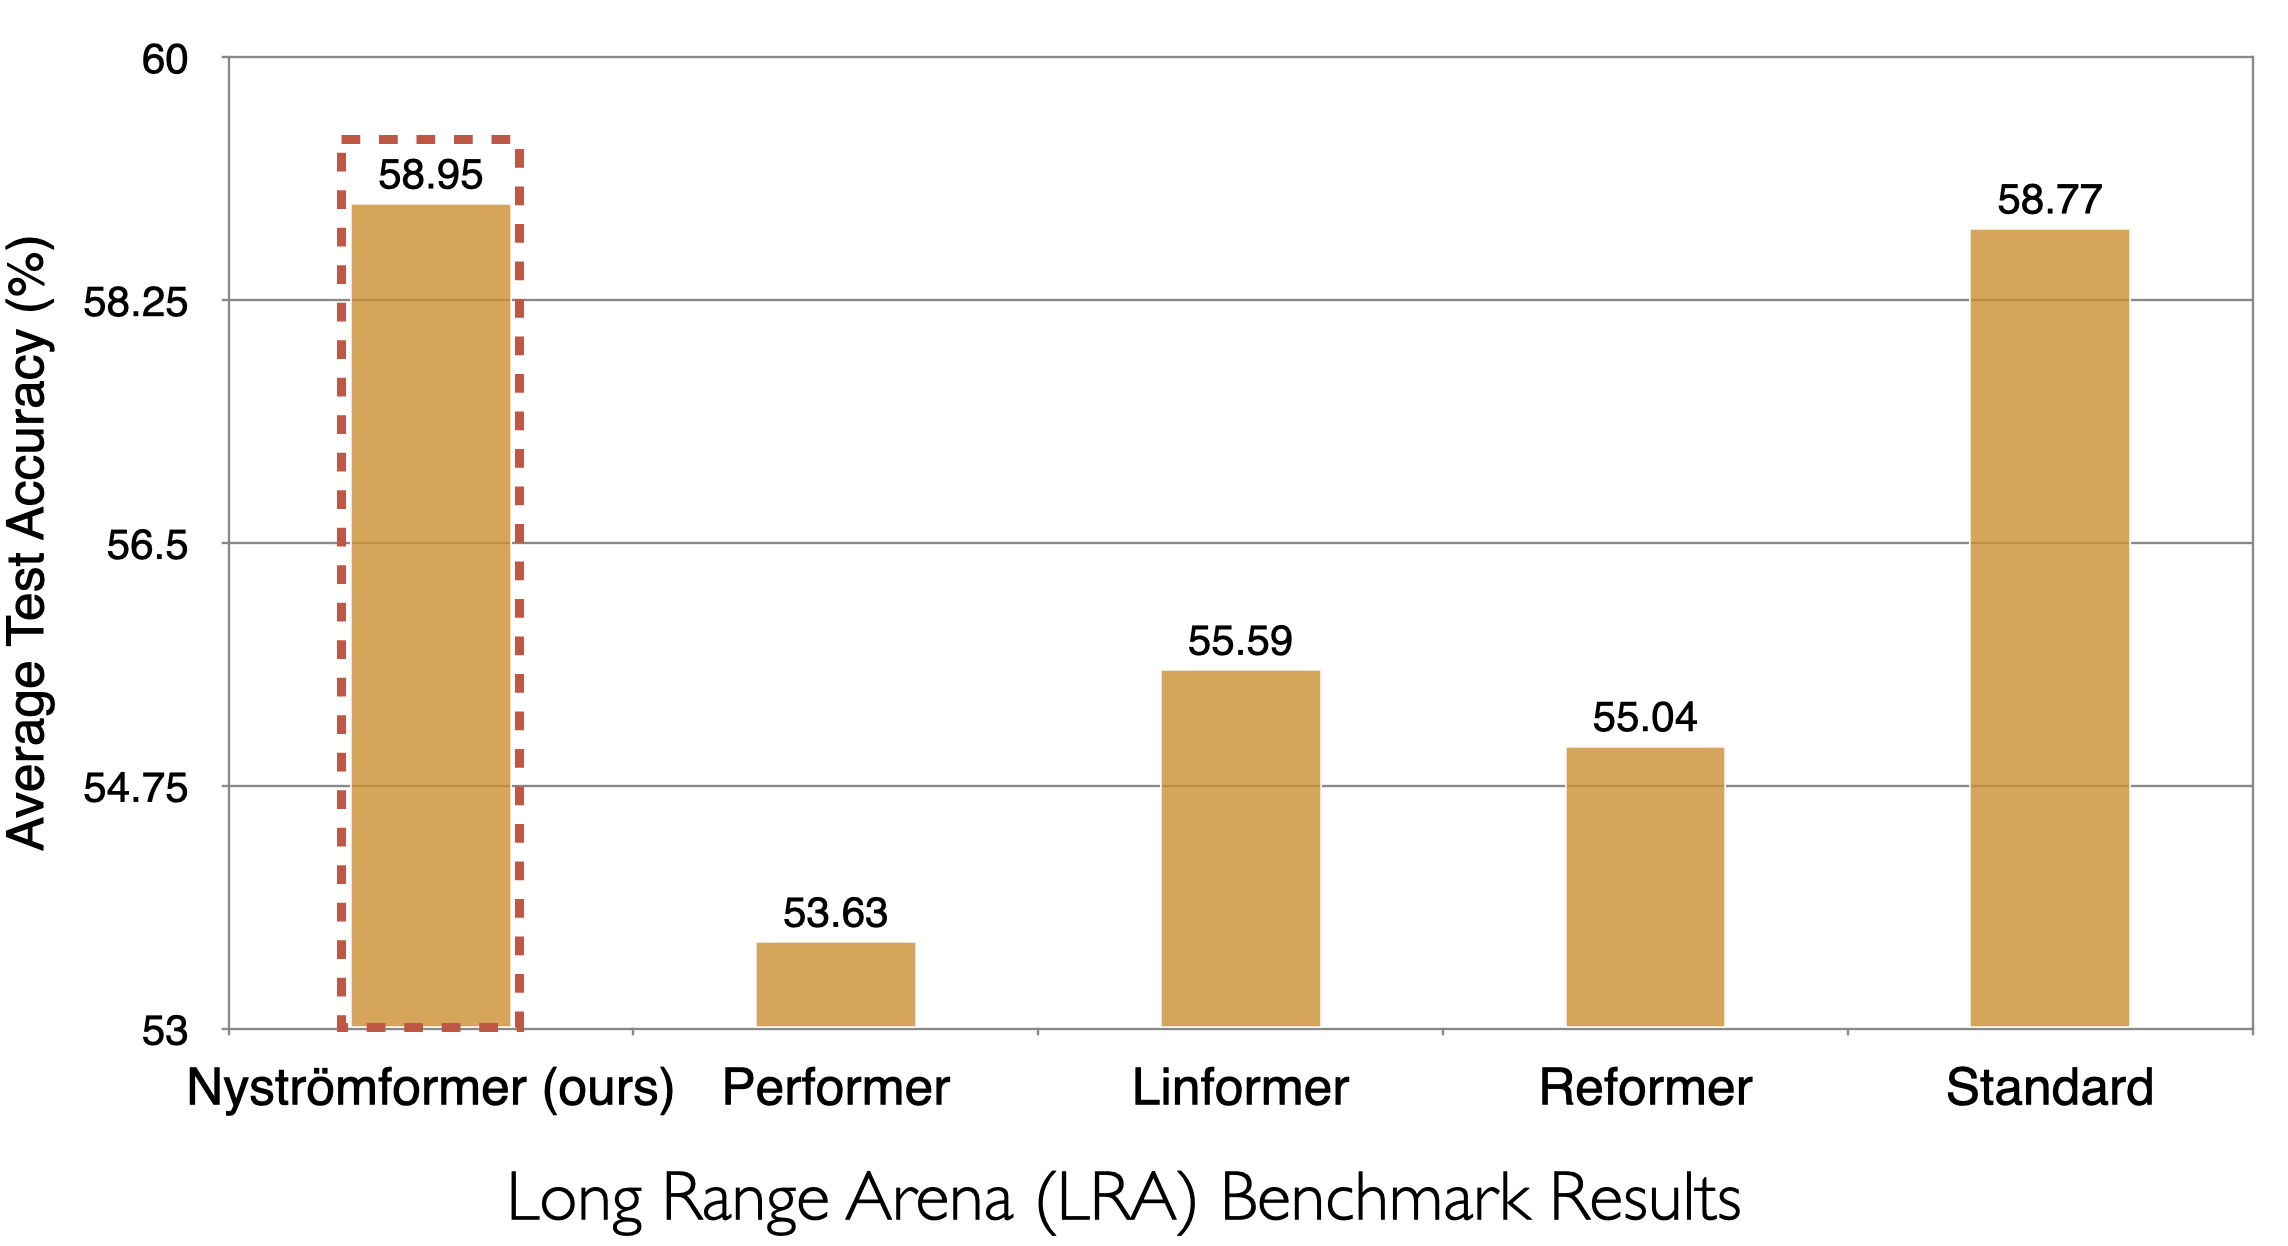 60
58.25
56.5
54.75
53
Average Test Accuracy (%)
58.95
53.63
55.59
55.04
58.77
Nyströmformer (ours)
Performer
Linformer
Reformer
Standard
Long Range Arena (LRA) Benchmark Results